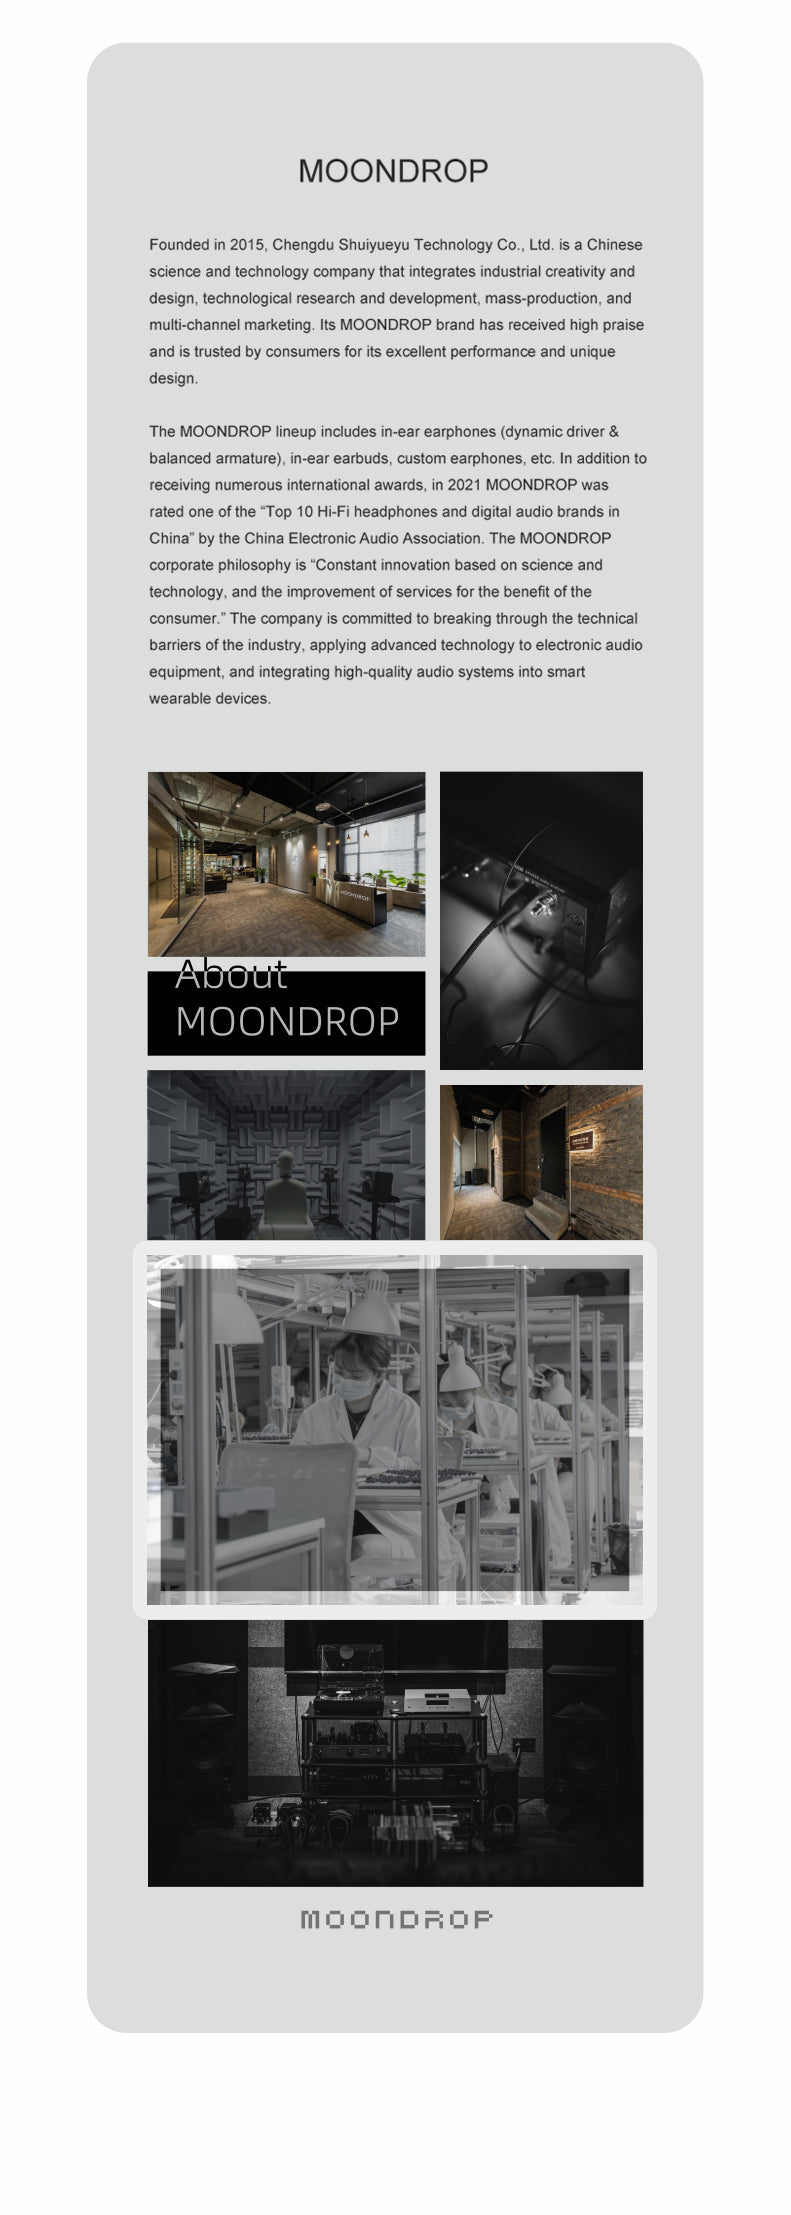 MOONDROP
Founded in 2015, Chengdu Shuiyueyu Technology Co., Ltd. is a Chinese
science and technology company that integrates industrial creativity and
design, technological research and development, mass-production, and
multi-channel marketing. Its MOONDROP brand has received high praise
and is trusted by consumers for its excellent performance and unique
design.
The MOONDROP lineup includes in-ear earphones (dynamic driver &
balanced armature), in-ear earbuds, custom earphones, etc. In addition to
receiving numerous international awards, in 2021 MOONDROP was
rated one of the “Top 10 Hi-Fi headphones and digital audio brands in
China” by the China Electronic Audio Association. The MOONDROP
corporate philosophy is “Constant innovation based on science and
technology, and the improvement of services for the benefit of the
consumer.” The company is committed to breaking through the technical
barriers of the industry, applying advanced technology to electronic audio
equipment, and integrating high-quality audio systems into smart
wearable devices.
MOONDROP
About
MOONDROP
MOONDROP